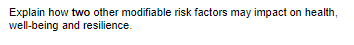 Explain how two other modifiable risk factors may impact on health,
well-being and resilience.